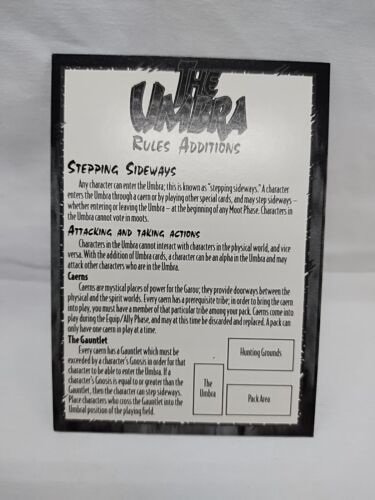 THE
UMBRA
RULES ADDITIONS
STEPPING SIDEWAYS
Any character can enter the Umbra; this is known as "stepping sideways." A character
enters the Umbra through a caern or by playing other special cards, and may step sideways –
whether entering or leaving the Umbra – at the beginning of any Moot Phase. Characters in
the Umbra cannot vote in moots.
ATTACKING AND TAKING ACTIONS
Characters in the Umbra cannot interact with characters in the physical world, and vice
versa. With the addition of Umbra cards, a character can be an alpha in the Umbra and may
attack other characters who are in the Umbra.
Caerns
Caerns are mystical places of power for the Garou; they provide doorways between the
physical and the spirit worlds. Every caern has a prerequisite tribe; in order to bring the caern
into play, you must have a member of that particular tribe among your pack. Caerns come into
play during the Equip/Ally Phase, and may at this time be discarded and replaced. A pack can
only have one caern in play at a time.
The Gauntlet
Every caern has a Gauntlet which must be
exceeded by a character's Gnosis in order for that
character to be able to enter the Umbra. If a
character's Gnosis is equal to or greater than the
Gauntlet, then the character can step sideways.
Place characters who cross the Gauntlet into the
Umbral position of the playing field.
Hunting Grounds
The
Umbra
Pack Area